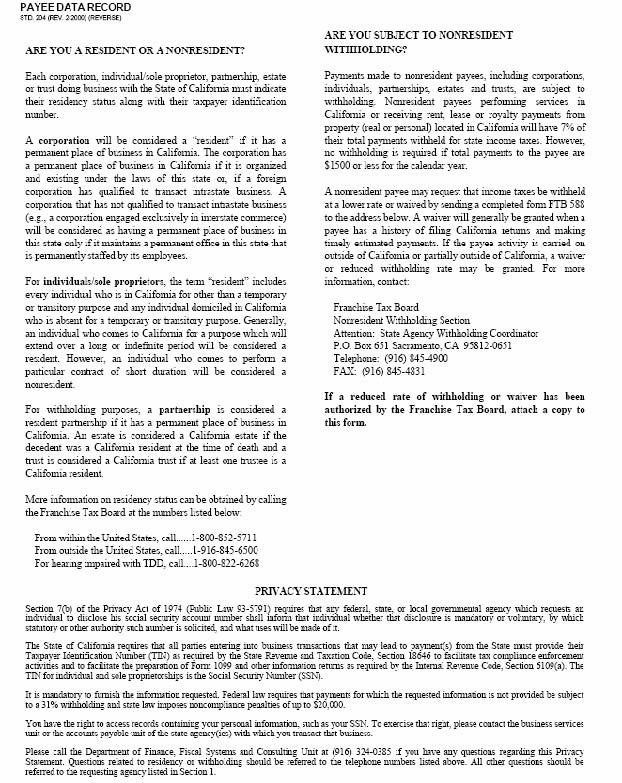 PAYEE DATA RECORD
STD. 204 (REV. 2-2000) (REVERSE)
ARE YOU A RESIDENT OR A NONRESIDENT?
Each corporation, individual/sole proprietor, partnership, estate
or trust doing business with the State of California must indicate
their residency status along with their taxpayer identification
number.
A corporation will be considered a "resident" if it has a
permanent place of business in California. The corporation has
a permanent place of business in California if it is organized
and existing under the laws of this state or, if a foreign
corporation has qualified to transact intrastate business. A
corporation that has not qualified to transact intrastate business
(e.g., a corporation engaged exclusively in interstate commerce)
will be considered as having a permanent place of business in
this state only if it maintains a permanent office in this state that
is permanently staffed by its employees.
For individuals/sole proprietors, the term "resident" includes
every individual who is in California for other than a temporary
or transitory purpose and any individual domiciled in California
who is absent for a temporary or transitory purpose. Generally,
an individual who comes to California for a purpose which will
extend over a long or indefinite period will be considered a
resident. However, an individual who comes to perform a
particular contract of short duration will be considered a
nonresident.
For withholding purposes, a partnership is considered a
resident partnership if it has a permanent place of business in
California. An estate is considered a California estate if the
decedent was a California resident at the time of death and a
trust is considered a California trust if at least one trustee is a
California resident.
More information on residency status can be obtained by calling
the Franchise Tax Board at the numbers listed below:
From within the United States, call......1-800-852-5711
From outside the United States, call.....1-916-845-6500
For hearing impaired with TDD, call....1-800-822-6268
ARE YOU SUBJECT TO NONRESIDENT
WITHHOLDING?
Payments made to nonresident payees, including corporations,
individuals, partnerships, estates and trusts, are subject to
withholding. Nonresident payees performing services in
California or receiving rent, lease or royalty payments from
property (real or personal) located in California will have 7% of
their total payments withheld for state income taxes. However,
no withholding is required if total payments to the payee are
$1500 or less for the calendar year.
A nonresident payee may request that income taxes be withheld
at a lower rate or waived by sending a completed form FTB 588
to the address below. A waiver will generally be granted when a
payee has a history of filing California returns and making
timely estimated payments. If the payee activity is carried on
outside of California or partially outside of California, a waiver
or reduced withholding rate may be granted. For more
information, contact:
Franchise Tax Board
Nonresident Withholding Section
Attention: State Agency Withholding Coordinator
P.O. Box 651 Sacramento, CA 95812-0651
Telephone: (916) 845-4900
FAX: (916) 845-4831
If a reduced rate of withholding or waiver has been
authorized by the Franchise Tax Board, attach a copy to
this form.
PRIVACY STATEMENT
Section 7(b) of the Privacy Act of 1974 (Public Law 93-5791) requires that any federal, state, or local governmental agency which requests an
individual to disclose his social security account number shall inform that individual whether that disclosure is mandatory or voluntary, by which
statutory or other authority such number is solicited, and what uses will be made of it.
The State of California requires that all parties entering into business transactions that may lead to payment(s) from the State must provide their
Taxpayer Identification Number (TIN) as required by the State Revenue and Taxation Code, Section 18646 to facilitate tax compliance enforcement
activities and to facilitate the preparation of Form 1099 and other information returns as required by the Internal Revenue Code, Section 6109(a). The
TIN for individual and sole proprietorships is the Social Security Number (SSN).
It is mandatory to furnish the information requested. Federal law requires that payments for which the requested information is not provided be subject
to a 31% withholding and state law imposes noncompliance penalties of up to $20,000.
You have the right to access records containing your personal information, such as your SSN. To exercise that right, please contact the business services
unit or the accounts payable unit of the state agency(ies) with which you transact that business.
Please call the Department of Finance, Fiscal Systems and Consulting Unit at (916) 324-0385 if you have any questions regarding this Privacy
Statement. Questions related to residency or withholding should be referred to the telephone numbers listed above. All other questions should be
referred to the requesting agency listed in Section 1.